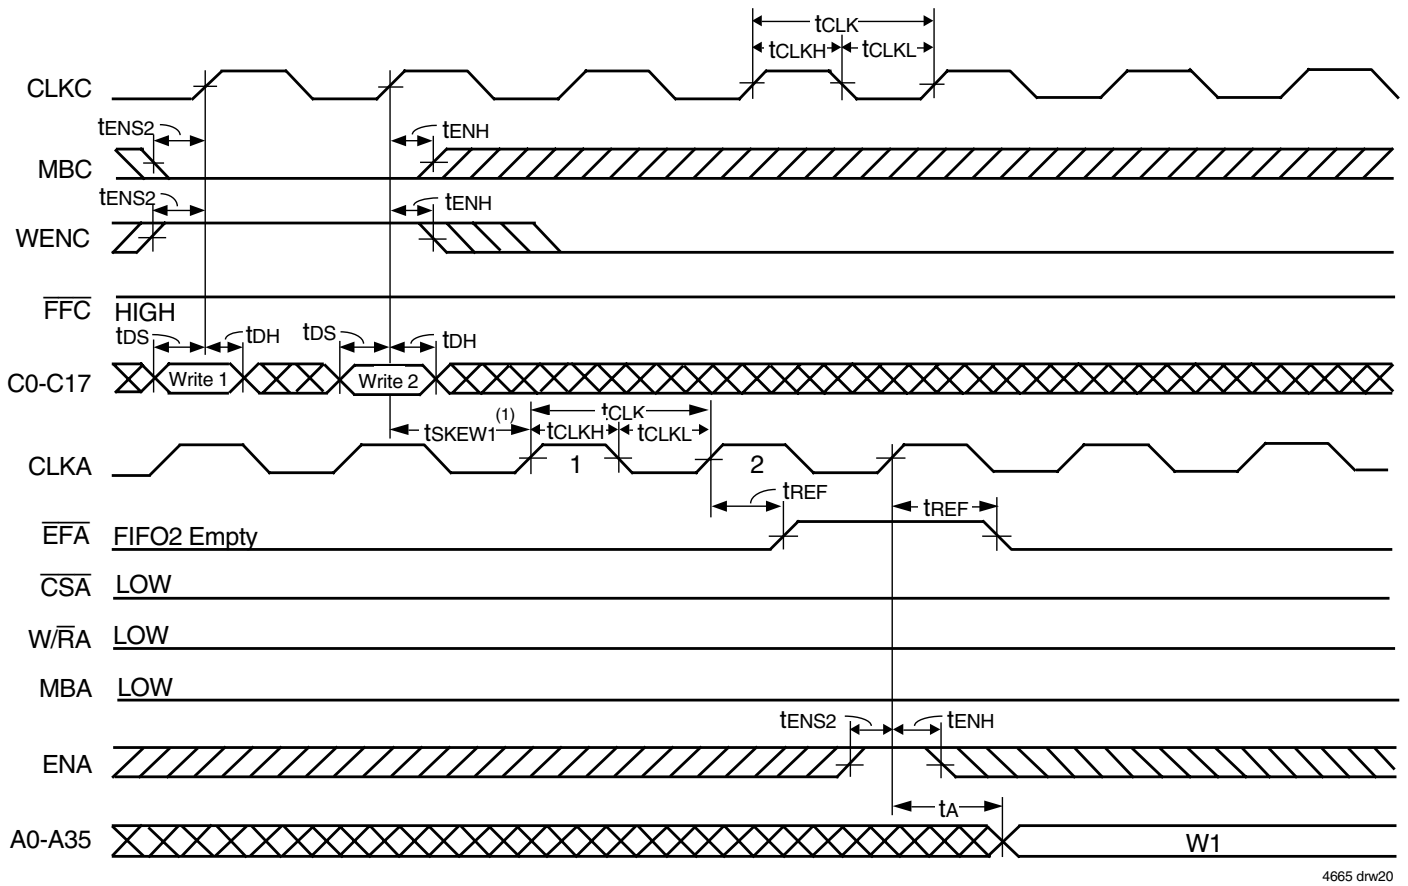 tCLK
tCLKH tCLKL
CLKC
tENS2 tENH
MBC
tENS2 tENH
WENC
FFC HIGH
tDS tDH tDS tDH
C0-C17 Write 1 Write 2
tSKEW1(1) tCLK
tCLKH tCLKL
CLKA 1 2
tREF tREF
EFA FIFO2 Empty
CSA LOW
W/RA LOW
MBA LOW
tENS2 tENH
ENA
tA
A0-A35 W1
4665 drw20